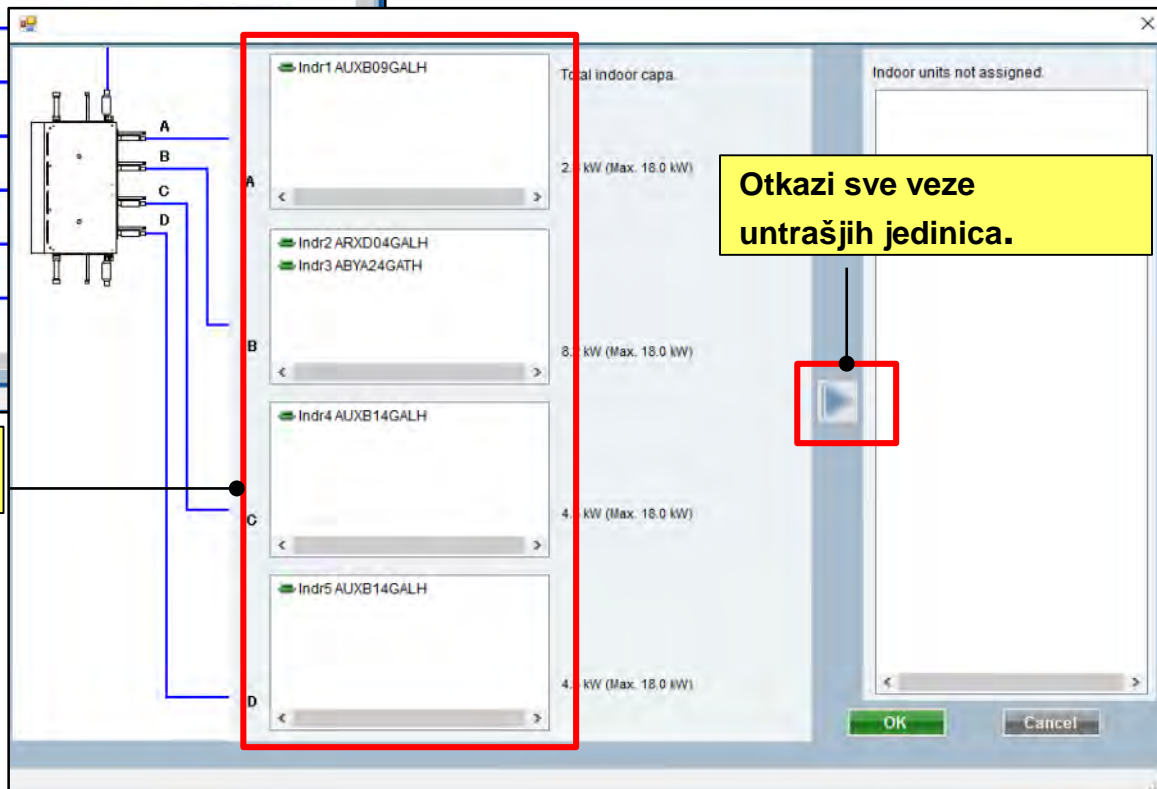 Indr1 AUXB09GALH
Total indoor capa.
Indoor units not assigned.
A
B
C
D
A
kW (Max. 18.0 kW)
Otkazi sve veze
untrašjih jedinica.
Indr2 ARXD04GALH
Indr3 ABYA24GATH
B
kW (Max. 18.0 kW)
Indr4 AUXB14GALH
C
kW (Max. 18.0 kW)
Indr5 AUXB14GALH
D
kW (Max. 18.0 kW)
OK
Cancel